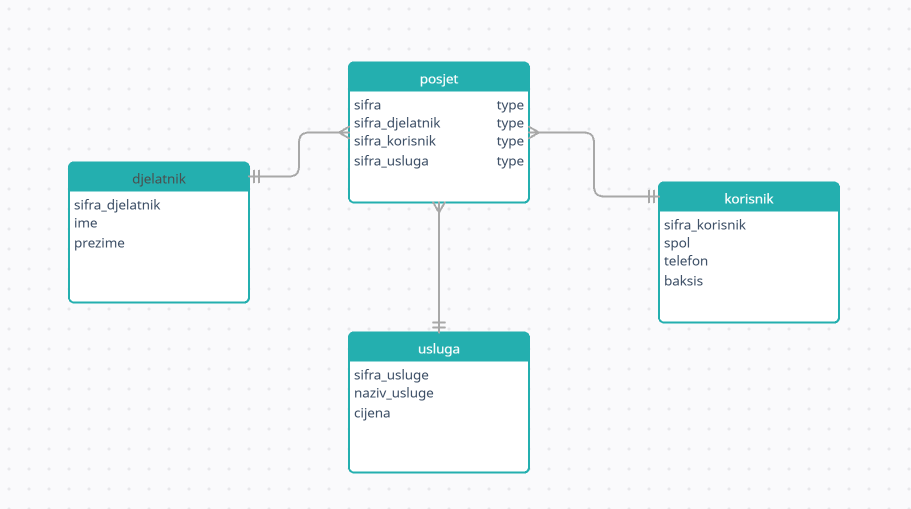 posjet
sifra type
sifra_djelatnik type
sifra_korisnik type
sifra_usluga type
djelatnik
sifra_djelatnik
ime
prezime
korisnik
sifra_korisnik
spol
telefon
baksis
usluga
sifra_usluge
naziv_usluge
cijena